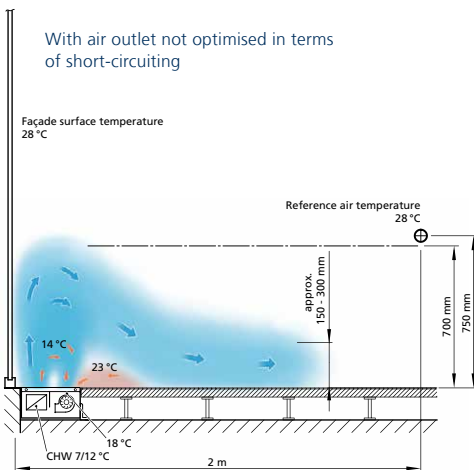 With air outlet not optimised in terms
of short-circuiting
Façade surface temperature
28 °C
Reference air temperature
28 °C
approx.
150 - 300 mm
700 mm
750 mm
14 °C
23 °C
18 °C
CHW 7/12 °C
2 m